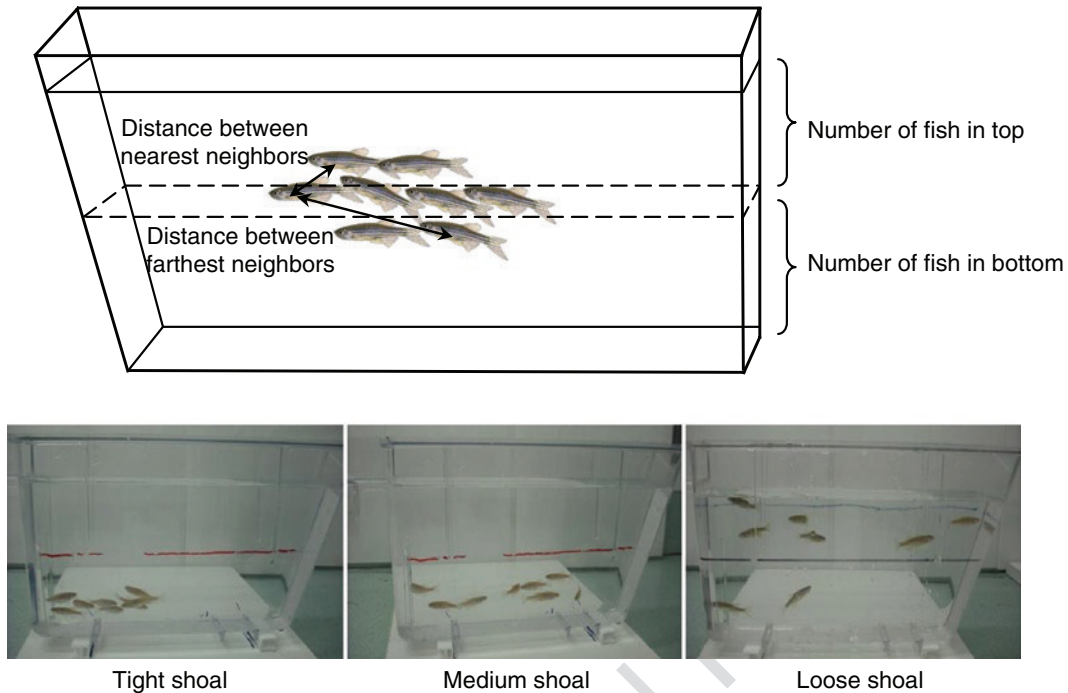 Distance between
nearest neighbors
Number of fish in top
Distance between
farthest neighbors
Number of fish in bottom
Tight shoal
Medium shoal
Loose shoal